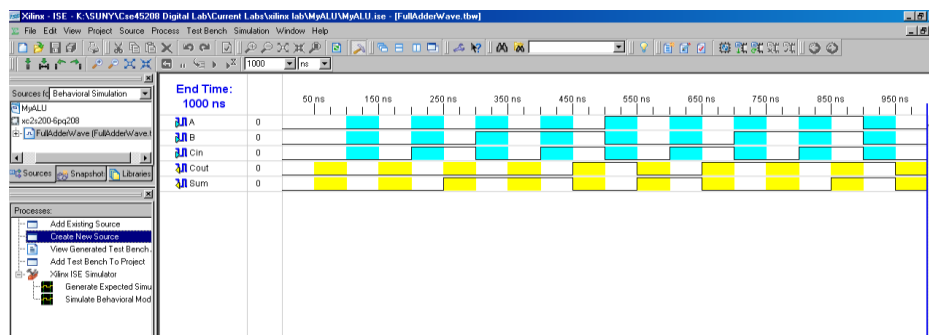 Xilinx - ISE - K:\SUNY\Cse45208 Digital Lab\Current Labs\xilinx lab\MyALU\MyALU.ise - [FullAdderWave.tbw]
File Edit View Project Source Process Test Bench Simulation Window Help
1000 ns
Sources fc Behavioral Simulation
MyALU
xc2s200-6pq208
FullAdderWave (FullAdderWave.t
Sources Snapshot Libraries
Processes:
Add Existing Source
Create New Source
View Generated Test Bench.
Add Test Bench To Project
Xilinx ISE Simulator
Generate Expected Simu
Simulate Behavioral Mod
End Time:
1000 ns
50 ns 150 ns 250 ns 350 ns 450 ns 550 ns 650 ns 750 ns 850 ns 950 ns
A 0
B 0
Cin 0
Cout 0
Sum 0